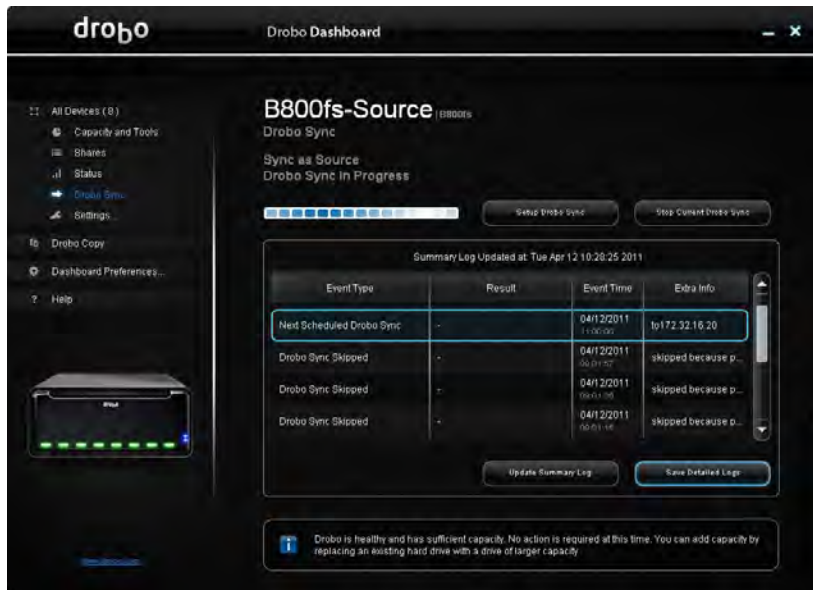 drobo
Drobo Dashboard
All Devices (8)
Capacity and Tools
Shares
Status
Drobo Sync
Settings
Drobo Copy
Dashboard Preferences...
Help
B800fs-Source | B800fs
Drobo Sync
Sync as Source
Drobo Sync In Progress
Setup Drobo Sync
Stop Current Drobo Sync
Summary Log Updated at: Tue Apr 12 10:28:25 2011
Event Type Result Event Time Extra Info
Next Scheduled Drobo Sync - 04/12/2011 to172.32.16.20
11:00:00
Drobo Sync Skipped - 04/12/2011 skipped because p...
Drobo Sync Skipped - 04/12/2011 skipped because p...
Drobo Sync Skipped - 04/12/2011 skipped because p...
Update Summary Log
Save Detailed Logs
Drobo is healthy and has sufficient capacity. No action is required at this time. You can add capacity by
replacing an existing hard drive with a drive of larger capacity